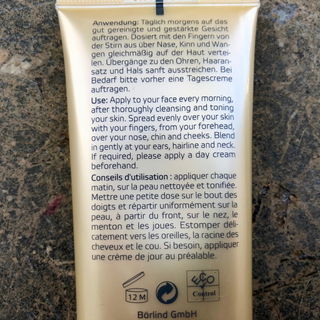 Anwendung: Täglich morgens auf das
gut gereinigte und gestärkte Gesicht
auftragen. Dosiert mit den Fingern von
der Stirn aus über Nase, Kinn und Wan-
gen gleichmäßig auf der Haut vertei-
len. Übergänge zu den Ohren, Haaran-
satz und Hals sanft ausstreichen. Bei
Bedarf bitte vorher eine Tagescreme
auftragen.
Use: Apply to your face every morning,
after thoroughly cleansing and toning
your skin. Spread evenly over your skin
with your fingers, from your forehead,
over your nose, chin and cheeks. Blend
in gently at your ears, hairline and neck.
If required, please apply a day cream
beforehand.
Conseils d'utilisation : appliquer chaque
matin, sur la peau nettoyée et tonifiée.
Mettre une petite dose sur le bout des
doigts et répartir uniformément sur la
peau, à partir du front, sur le nez, le
menton et les joues. Estomper déli-
catement vers les oreilles, la racine des
cheveux et le cou. Si besoin, appliquer
une crème de jour au préalable.
12 M
ECO
Control
Börlind GmbH